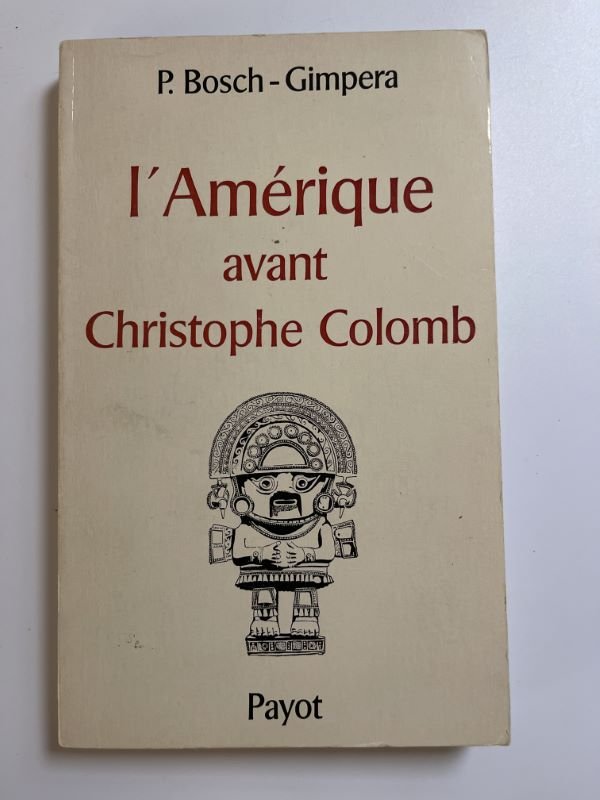 P. Bosch-Gimpera
l'Amérique
avant
Christophe Colomb
Payot